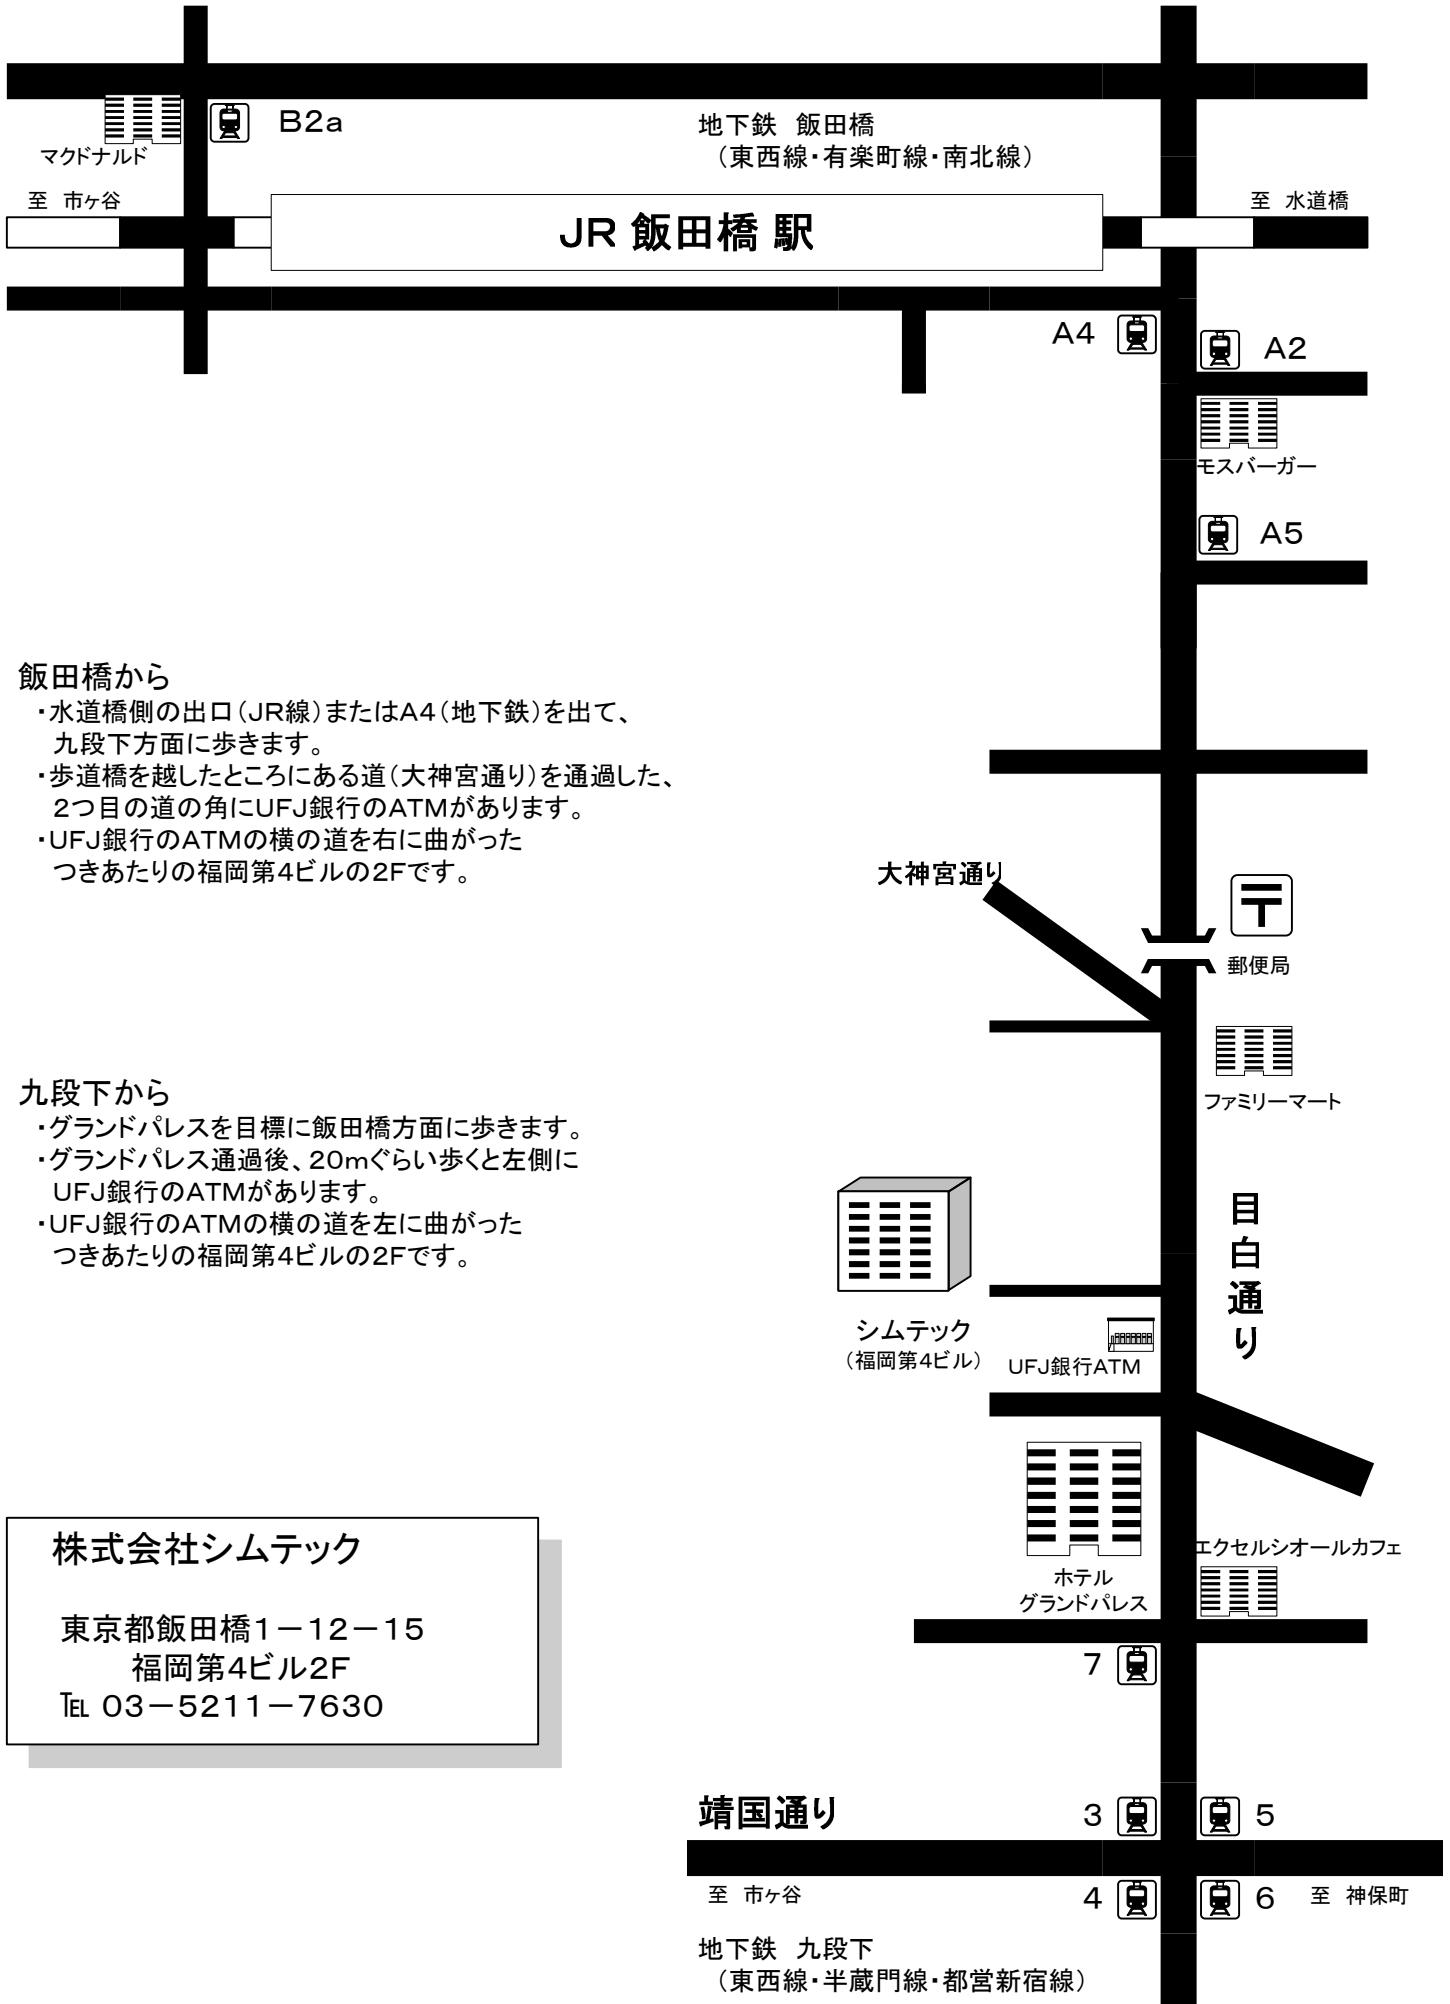 B2a
マクドナルド
地下鉄 飯田橋
（東西線・有楽町線・南北線）
至 市ヶ谷
至 水道橋
JR 飯田橋 駅
A4
A2
モスバーガー
A5
飯田橋から
・水道橋側の出口（JR線）またはA4（地下鉄）を出て、
九段下方面に歩きます。
・歩道橋を越したところにある道（大神宮通り）を通過した、
2つ目の道の角にUFJ銀行のATMがあります。
・UFJ銀行のATMの横の道を右に曲がった
つきあたりの福岡第4ビルの2Fです。
大神宮通り
〒
郵便局
ファミリーマート
九段下から
・グランドパレスを目標に飯田橋方面に歩きます。
・グランドパレス通過後、20mぐらい歩くと左側に
UFJ銀行のATMがあります。
・UFJ銀行のATMの横の道を左に曲がった
つきあたりの福岡第4ビルの2Fです。
目白通り
シムテック
（福岡第4ビル）
UFJ銀行ATM
エクセルシオールカフェ
ホテル
グランドパレス
株式会社シムテック
東京都飯田橋1－12－15
福岡第4ビル2F
℡ 03－5211－7630
7
靖国通り
3
5
至 市ヶ谷
4
6
至 神保町
地下鉄 九段下
（東西線・半蔵門線・都営新宿線）